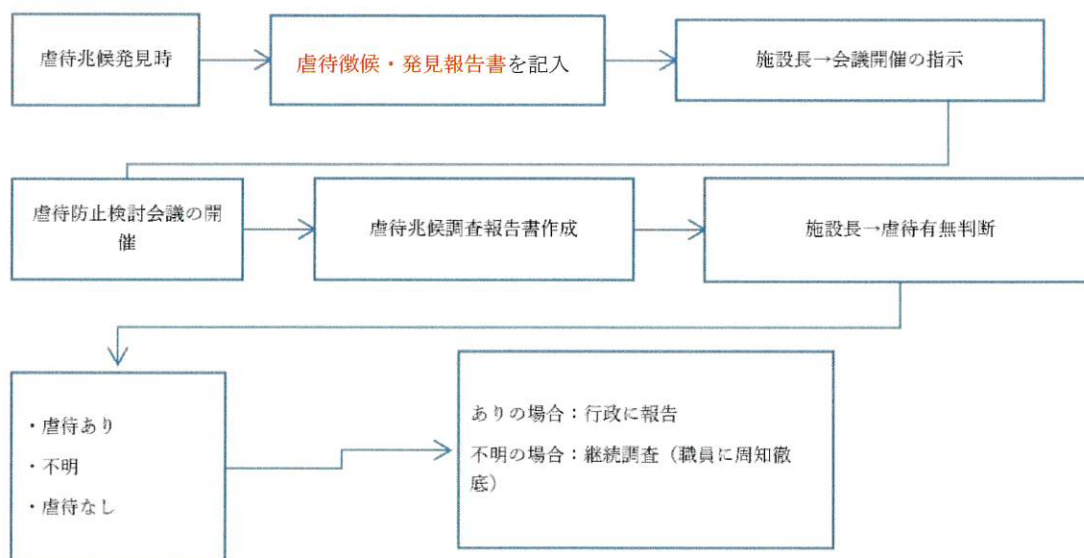 虐待兆候発見時
虐待徴候・発見報告書を記入
施設長→会議開催の指示
虐待防止検討会議の開
催
虐待兆候調査報告書作成
施設長→虐待有無判断
・虐待あり
・不明
・虐待なし
ありの場合：行政に報告
不明の場合：継続調査（職員に周知徹
底）